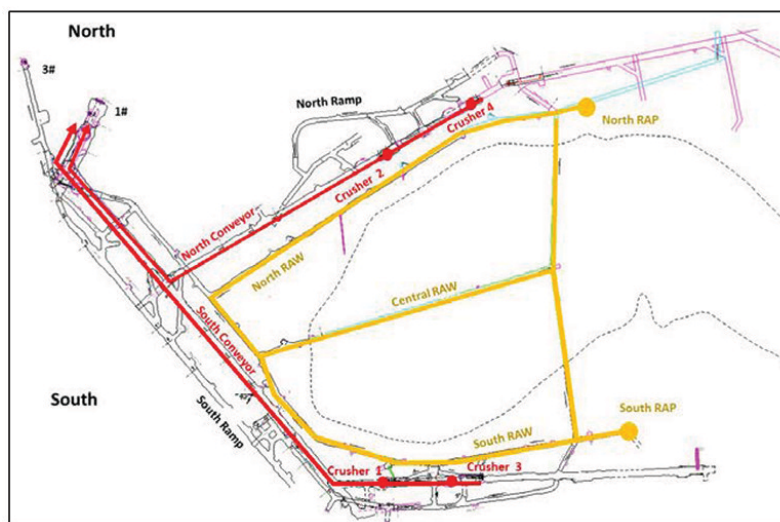 North
3#
1#
North Ramp
Crusher 4
North RAP
Crusher 2
North Conveyor
North RAW
Central RAW
South Conveyor
South
South Ramp
South RAP
South RAW
Crusher 1
Crusher 3